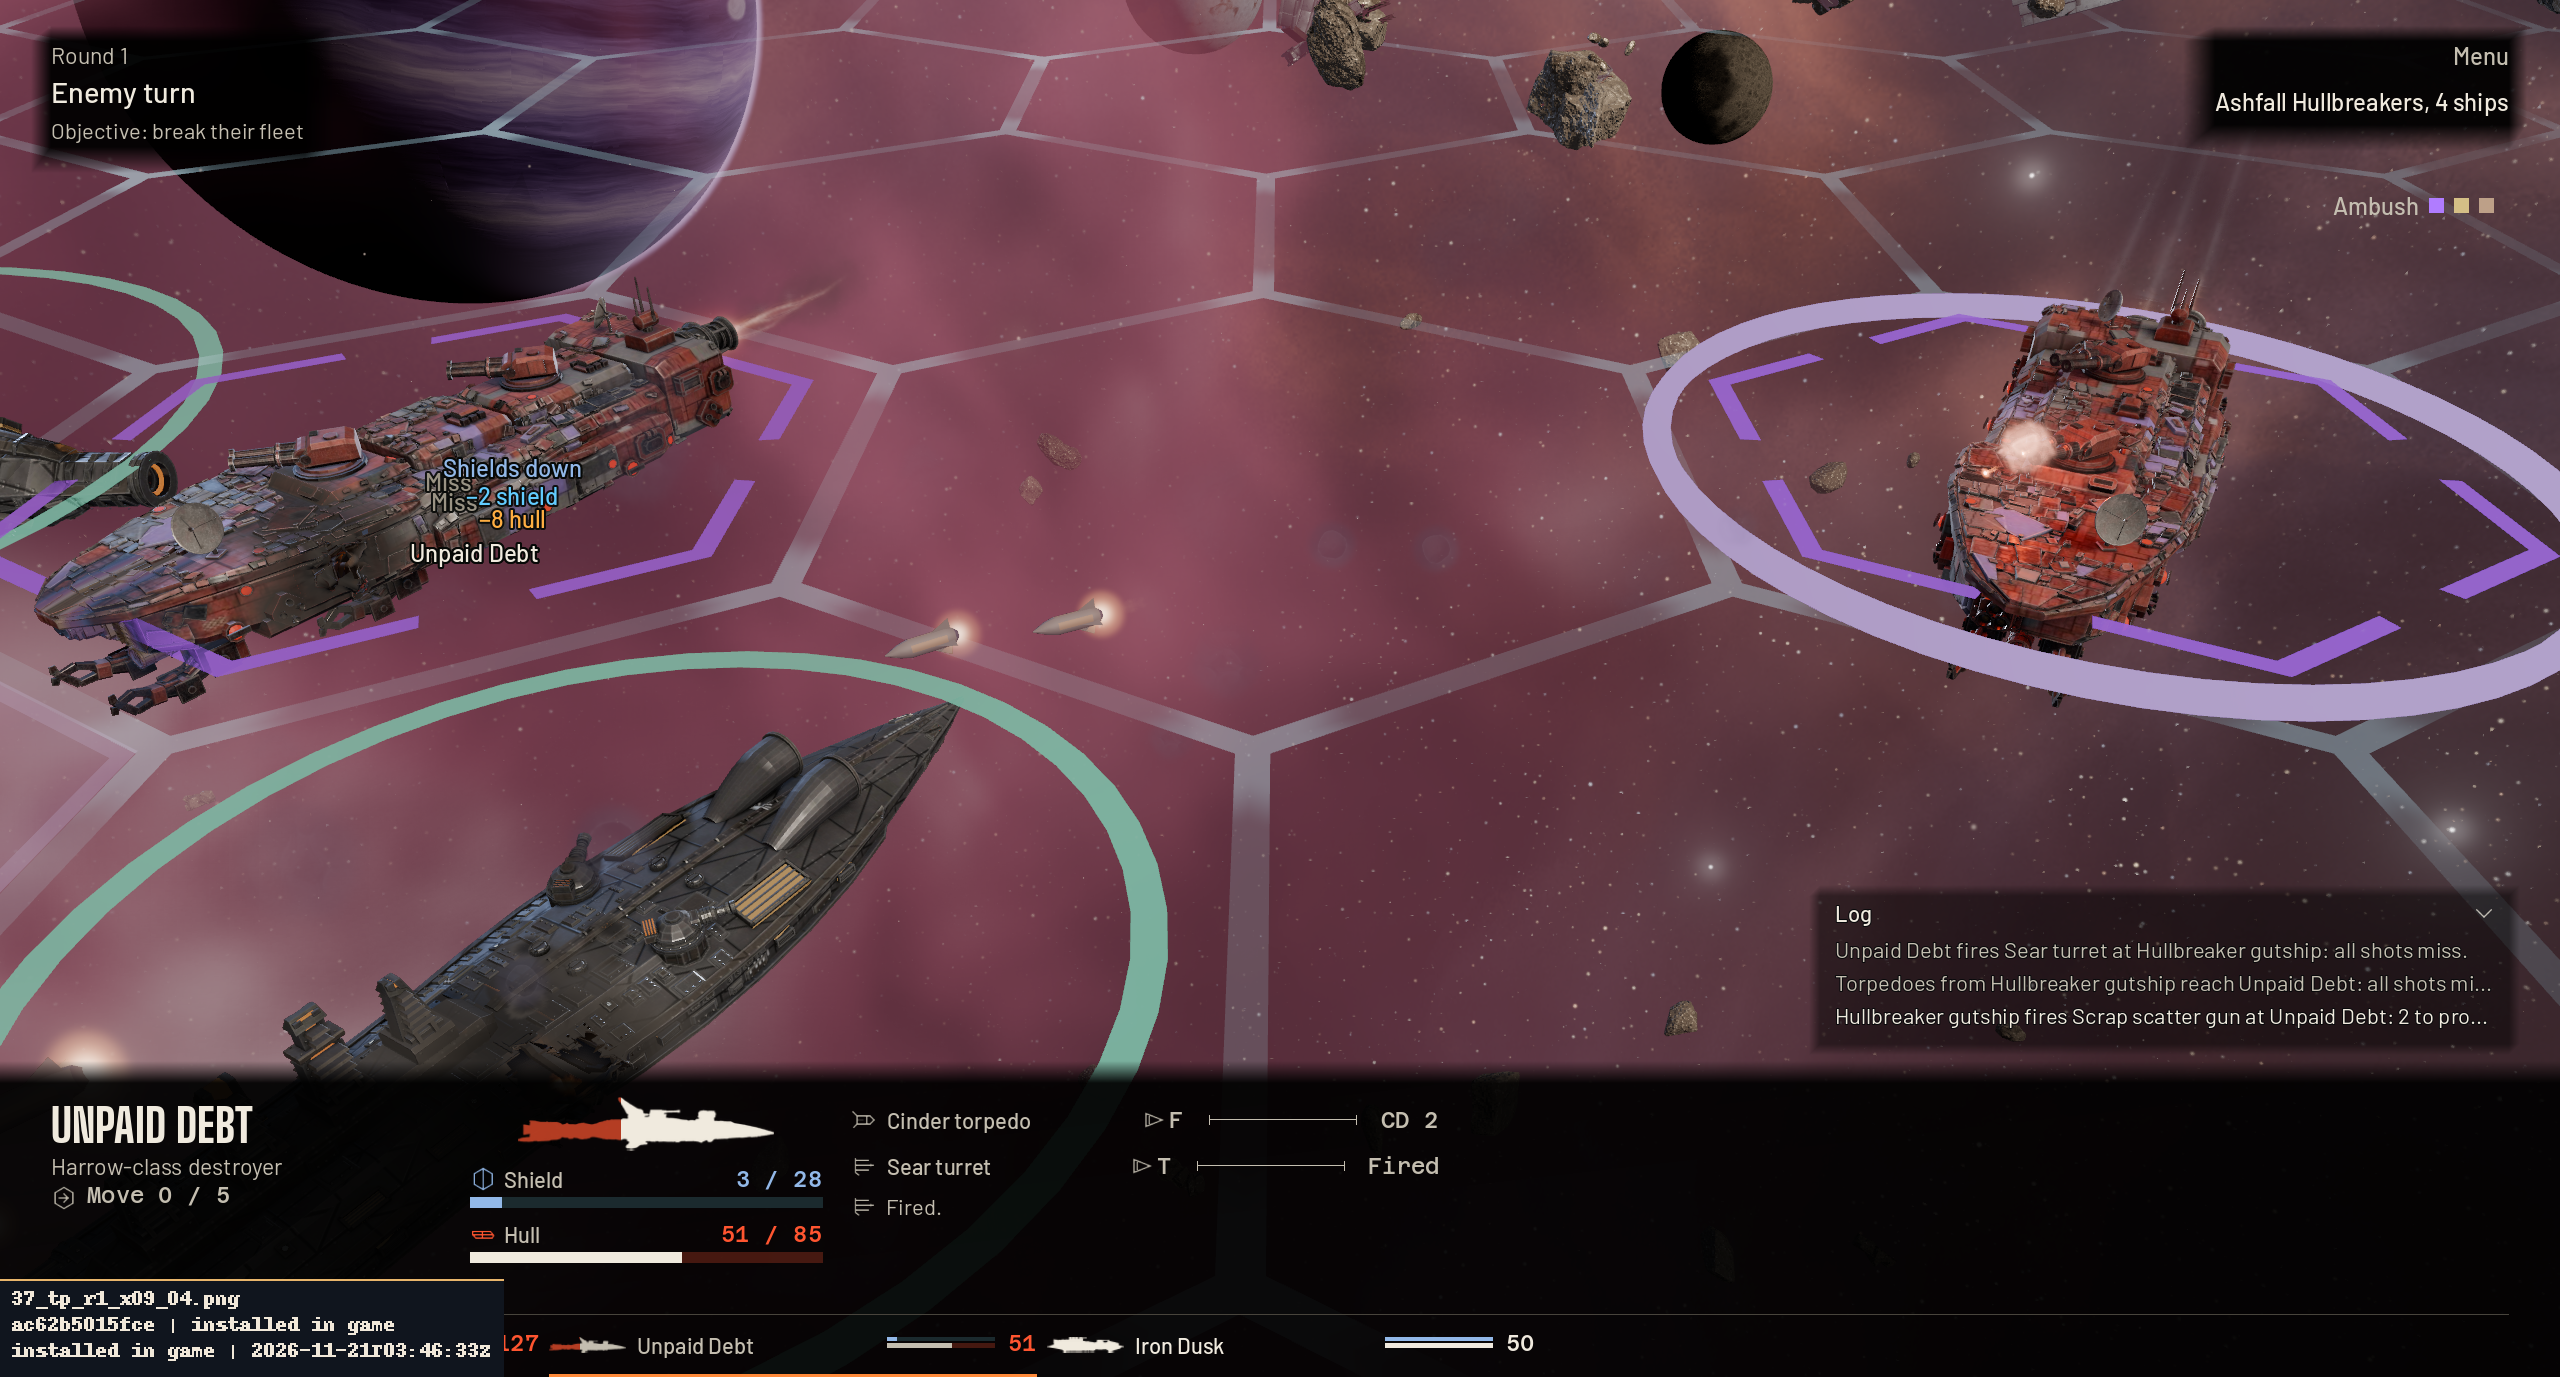 Round 1
Enemy turn
Objective: break their fleet
Menu
Ashfall Hullbreakers, 4 ships
Ambush
Shields down
Miss
-2 shield
Miss
-8 hull
Unpaid Debt
Log
Unpaid Debt fires Sear turret at Hullbreaker gutship: all shots miss.
Torpedoes from Hullbreaker gutship reach Unpaid Debt: all shots mi...
Hullbreaker gutship fires Scrap scatter gun at Unpaid Debt: 2 to pro...
UNPAID DEBT
Harrow-class destroyer
Move 0 / 5
Shield 3 / 28
Hull 51 / 85
Cinder torpedo F CD 2
Sear turret T Fired
Fired.
37_tp_r1_x09_04.png
ac62b5015fce | installed in game
installed in game | 2026-11-21T03:46:33Z
127 Unpaid Debt 51 Iron Dusk 50